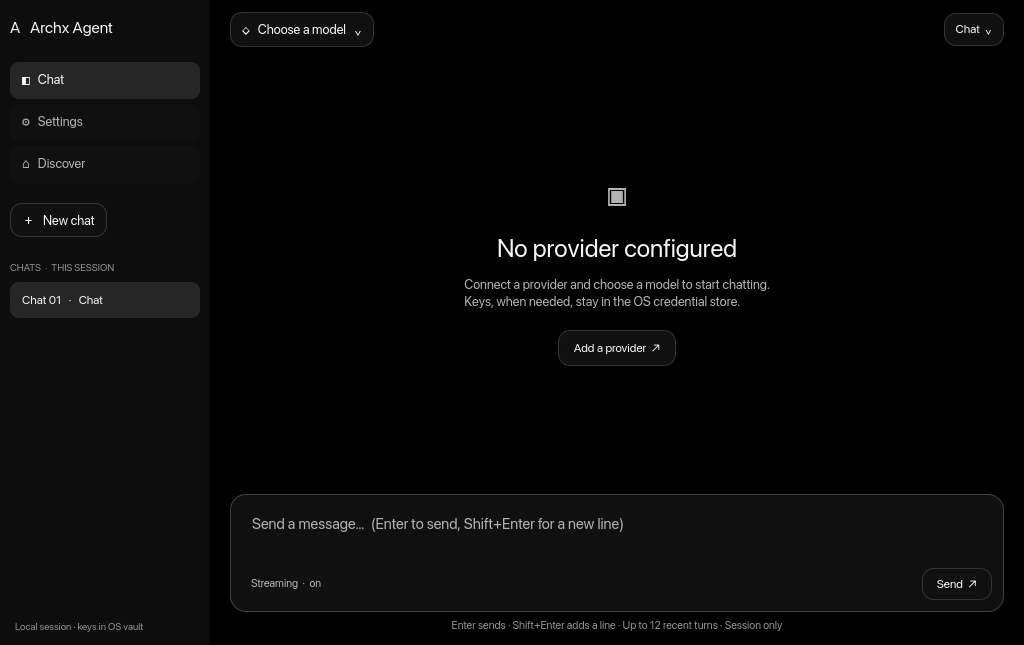 A Archx Agent
Chat
Settings
Discover
+ New chat
CHATS · THIS SESSION
Chat 01 · Chat
Local session · keys in OS vault
Choose a model
Chat
No provider configured
Connect a provider and choose a model to start chatting.
Keys, when needed, stay in the OS credential store.
Add a provider ↗
Send a message... (Enter to send, Shift+Enter for a new line)
Streaming · on
Send ↗
Enter sends · Shift+Enter adds a line · Up to 12 recent turns · Session only